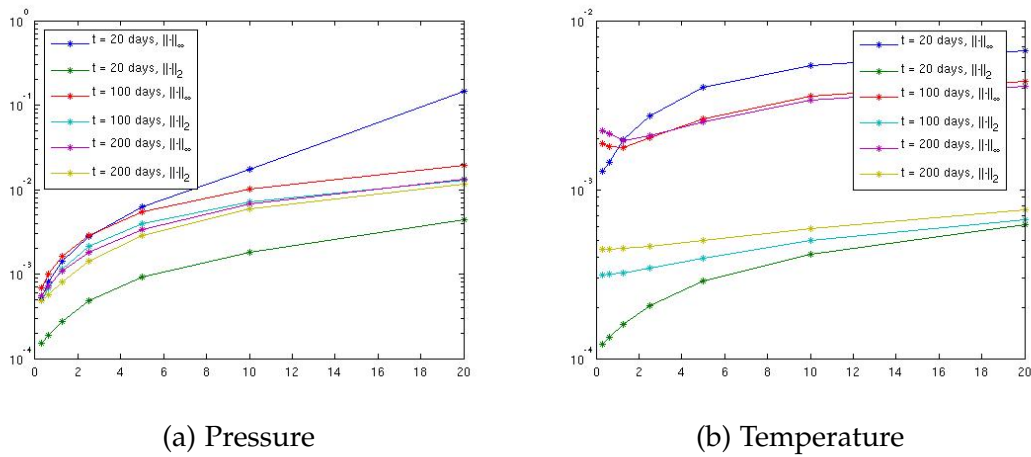 10^0
10^-1
10^-2
10^-3
10^-4
0 2 4 6 8 10 12 14 16 18 20
t = 20 days, ||·||∞
t = 20 days, ||·||2
t = 100 days, ||·||∞
t = 100 days, ||·||2
t = 200 days, ||·||∞
t = 200 days, ||·||2
(a) Pressure
10^-2
10^-3
10^-4
0 2 4 6 8 10 12 14 16 18 20
t = 20 days, ||·||∞
t = 20 days, ||·||2
t = 100 days, ||·||∞
t = 100 days, ||·||2
t = 200 days, ||·||∞
t = 200 days, ||·||2
(b) Temperature